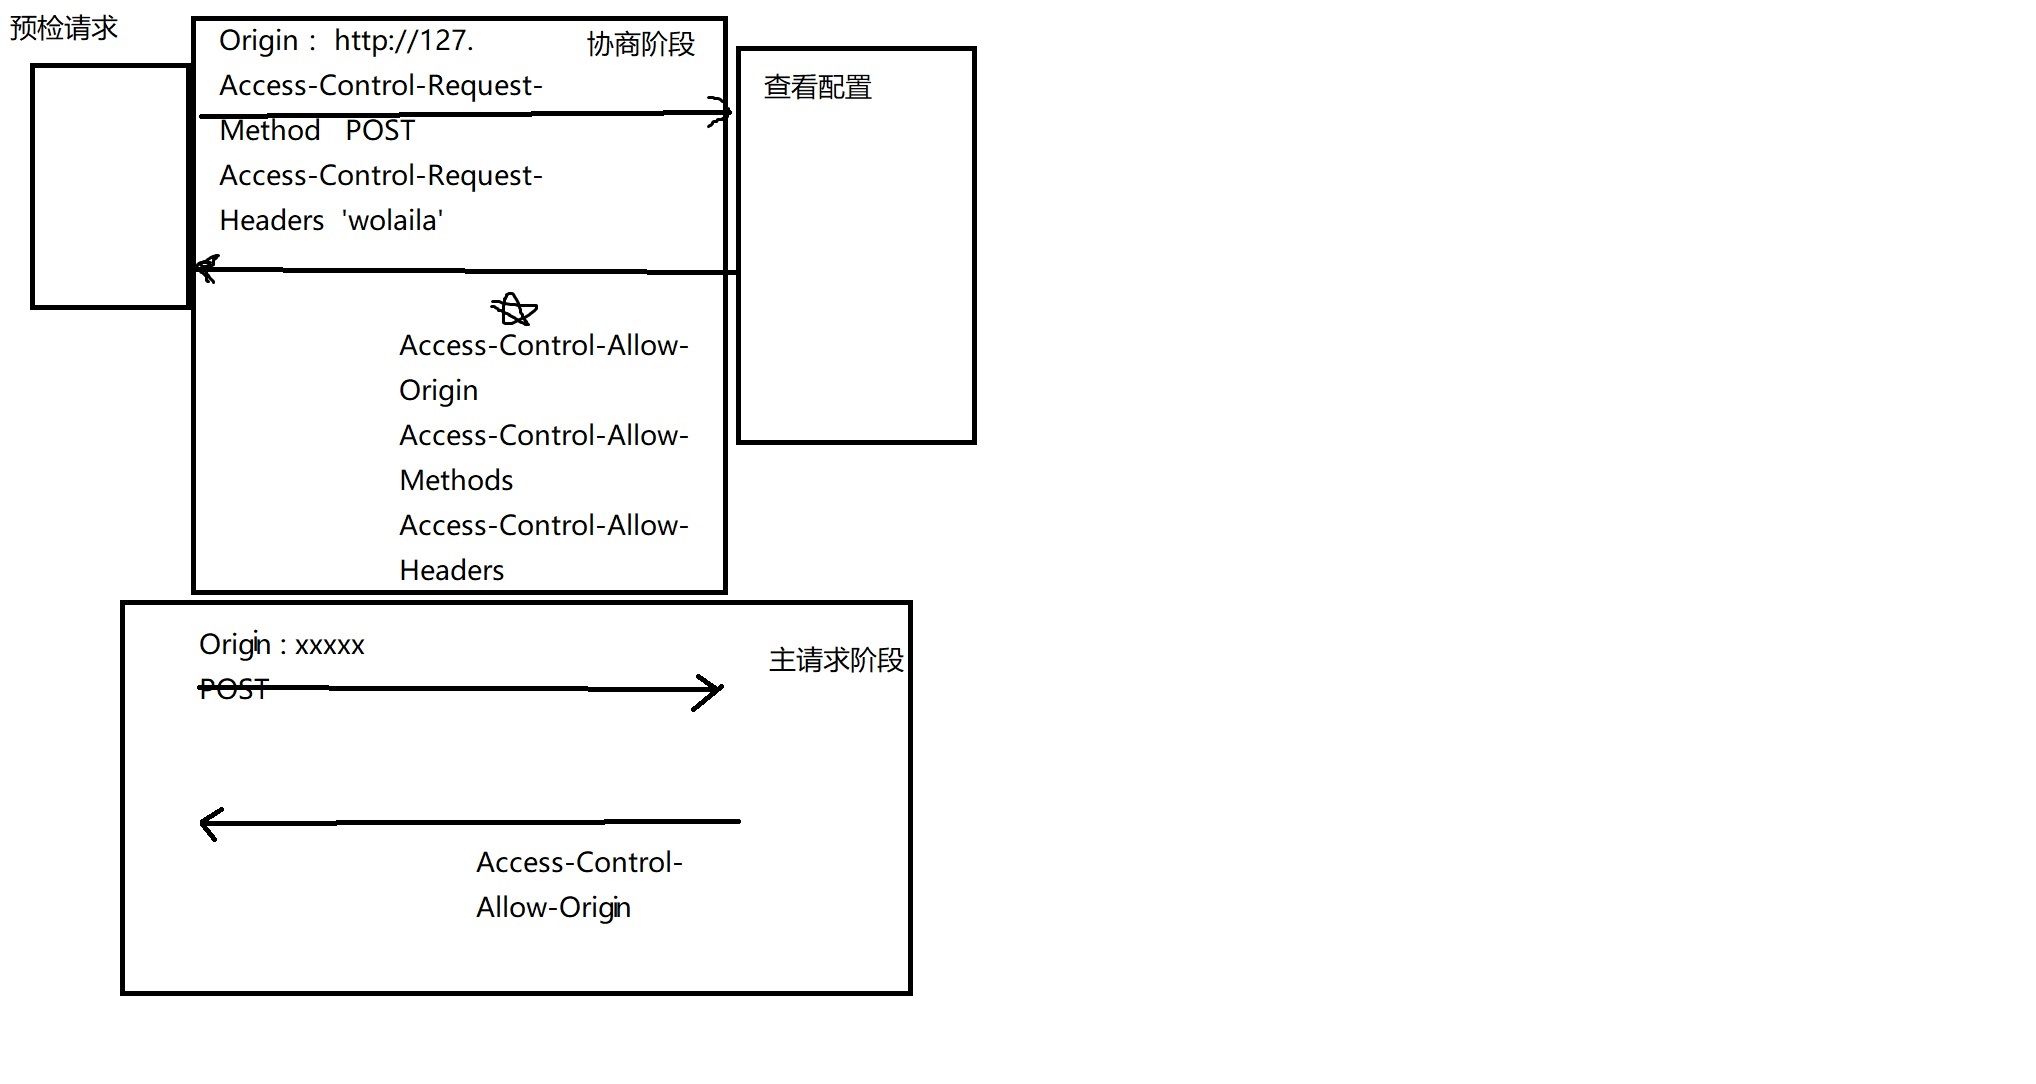 预检请求
Origin： http://127.
协商阶段
Access-Control-Request-
Method POST
Access-Control-Request-
Headers 'wolaila'
查看配置
Access-Control-Allow-
Origin
Access-Control-Allow-
Methods
Access-Control-Allow-
Headers
Origin : xxxxx
主请求阶段
POST
Access-Control-
Allow-Origin